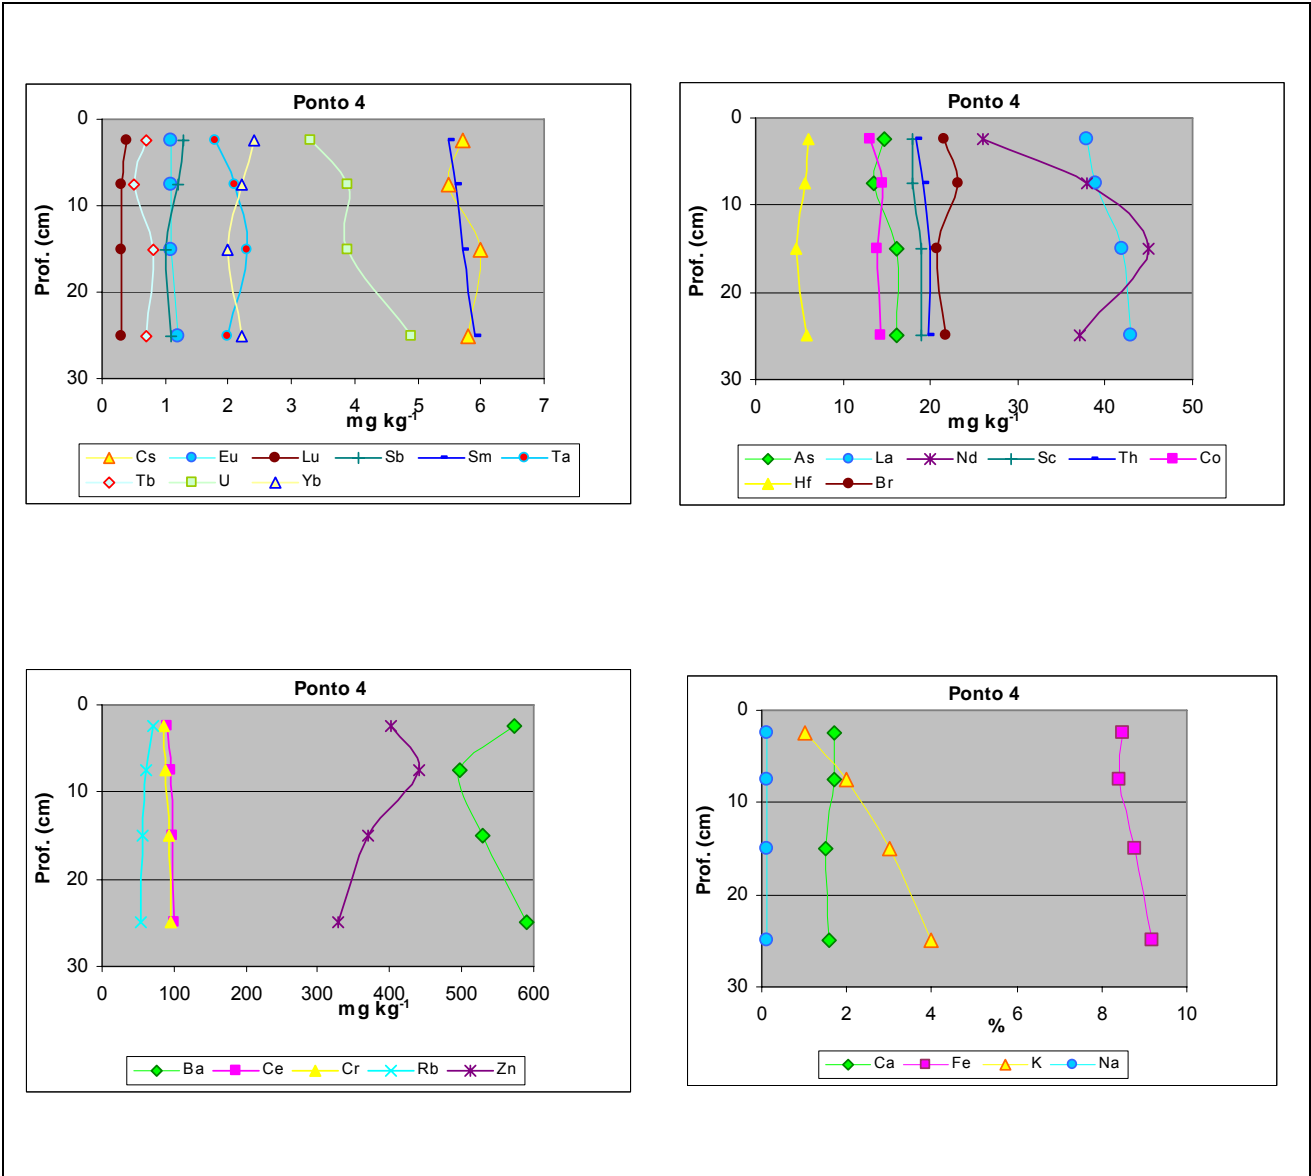 Ponto 4
0
10
20
30
Prof. (cm)
0 1 2 3 4 5 6 7
mg kg-1
Cs Eu Lu Sb Sm Ta
Tb U Yb
Ponto 4
0
10
20
30
Prof. (cm)
0 10 20 30 40 50
mg kg-1
As La Nd Sc Th Co
Hf Br
Ponto 4
0
10
20
30
Prof. (cm)
0 100 200 300 400 500 600
mg kg-1
Ba Ce Cr Rb Zn
Ponto 4
0
10
20
30
Prof. (cm)
0 2 4 6 8 10
%
Ca Fe K Na